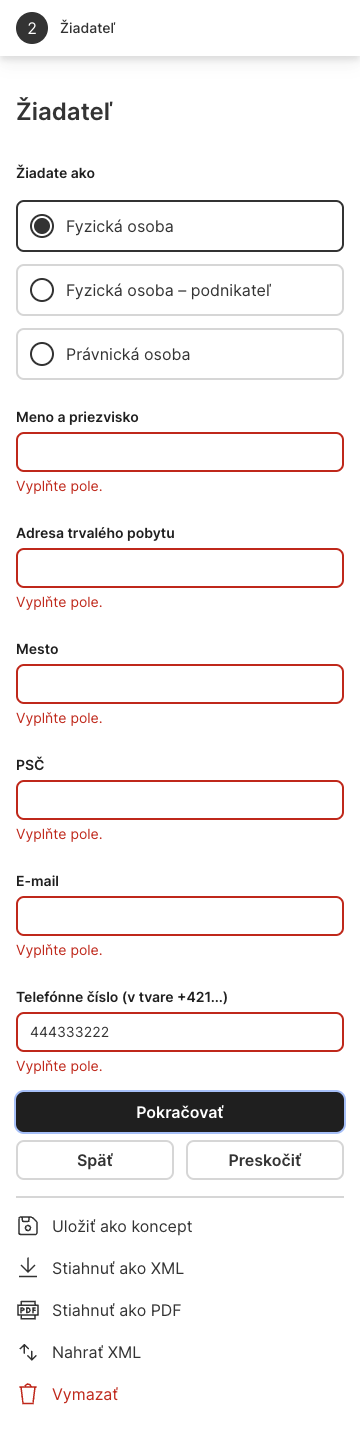 2 Žiadateľ
Žiadateľ
Žiadate ako
Fyzická osoba
Fyzická osoba – podnikateľ
Právnická osoba
Meno a priezvisko
Vyplňte pole.
Adresa trvalého pobytu
Vyplňte pole.
Mesto
Vyplňte pole.
PSČ
Vyplňte pole.
E-mail
Vyplňte pole.
Telefónne číslo (v tvare +421...)
444333222
Vyplňte pole.
Pokračovať
Späť Preskočiť
Uložiť ako koncept
Stiahnuť ako XML
PDF Stiahnuť ako PDF
Nahrať XML
Vymazať